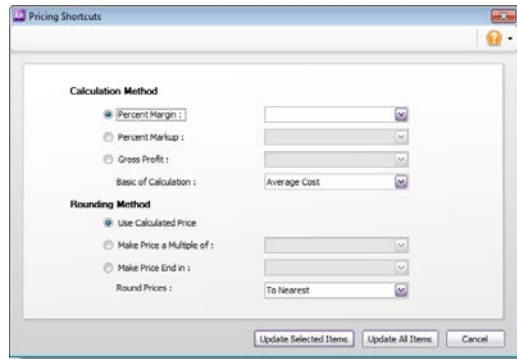 Pricing Shortcuts
Calculation Method
Percent Margin :
Percent Markup :
Gross Profit :
Basic of Calculation : Average Cost
Rounding Method
Use Calculated Price
Make Price a Multiple of :
Make Price End in :
Round Prices : To Nearest
Update Selected Items Update All Items Cancel